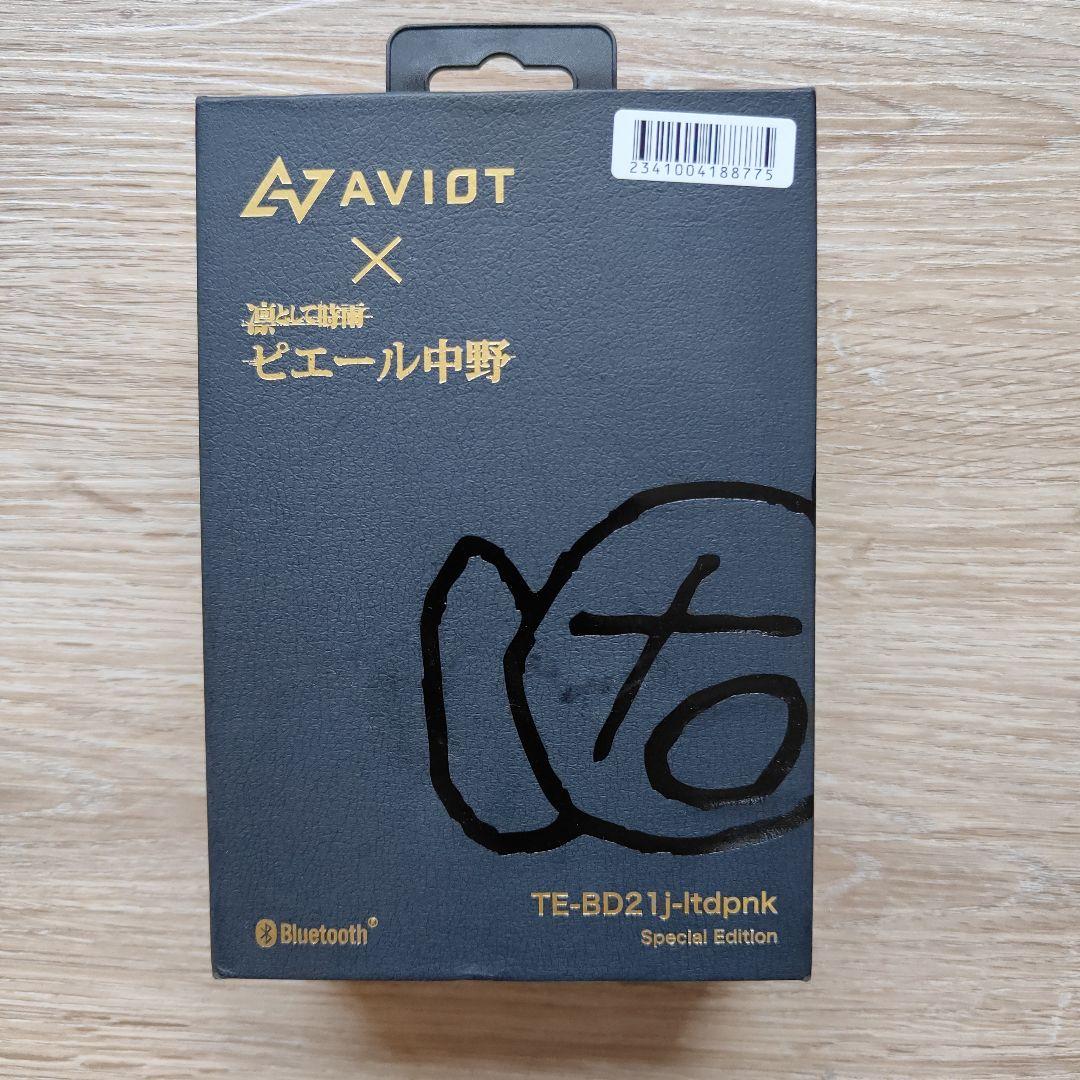 2341004188775
AVIOT
×
凛として時雨
ピエール中野
TE-BD21j-ltdpnk
Special Edition
Bluetooth®